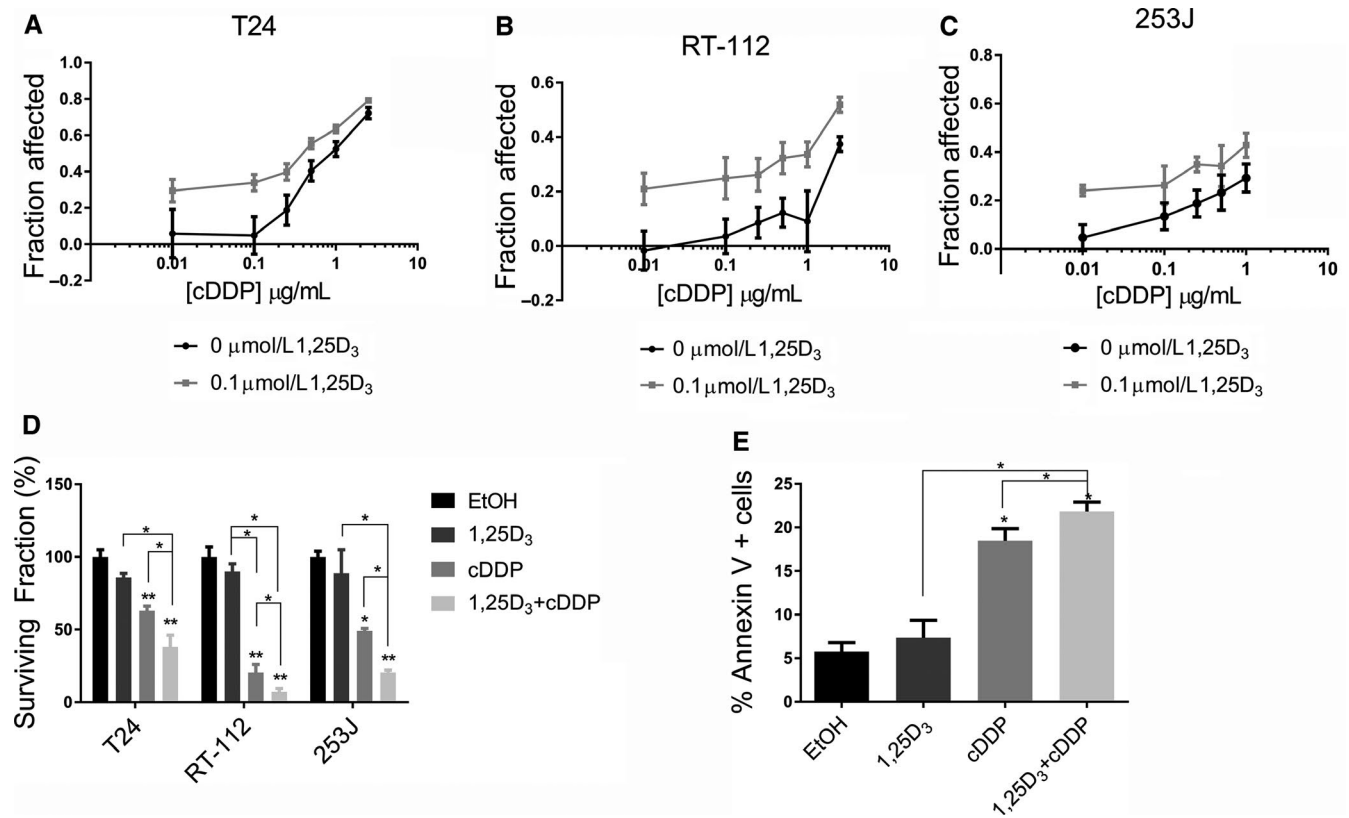 A
T24
Fraction affected
1.0
0.8
0.6
0.4
0.2
0.0
−0.2
0.01 0.1 1 10
[cDDP] μg/mL
0 μmol/L1,25D₃
0.1μmol/L1,25D₃
B
RT-112
Fraction affected
0.6
0.4
0.2
0.0
−0.2
0.01 0.1 1 10
[cDDP] μg/mL
0 μmol/L1,25D₃
0.1μmol/L1,25D₃
C
253J
Fraction affected
0.8
0.6
0.4
0.2
0.0
0.01 0.1 1 10
[cDDP] μg/mL
0 μmol/L1,25D₃
0.1μmol/L1,25D₃
D
Surviving Fraction (%)
150
100
50
0
* * ** **
* * * ** **
* * * **
T24 RT-112 253J
EtOH
1,25D₃
cDDP
1,25D₃+cDDP
E
% Annexin V + cells
25
20
15
10
5
0
*
*
* *
EtOH 1,25D₃ cDDP 1,25D₃+cDDP